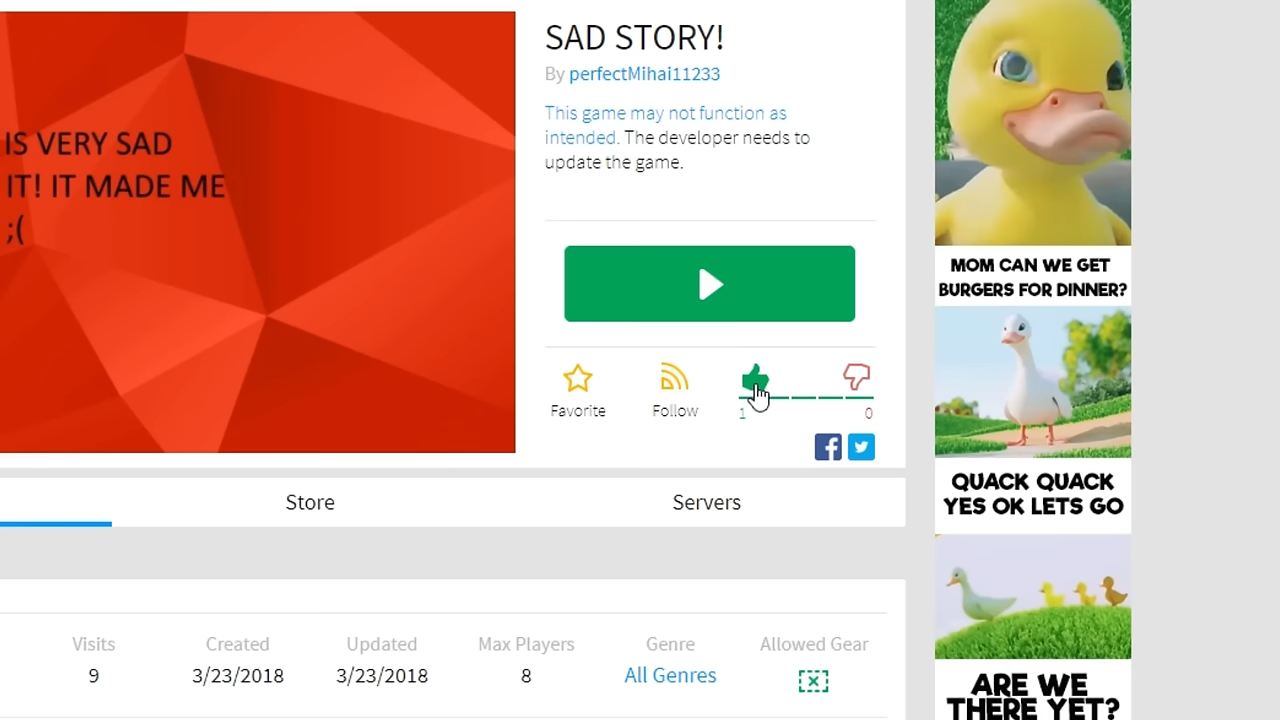 IS VERY SAD
IT! IT MADE ME
;(
SAD STORY!
By perfectMihai11233
This game may not function as
intended. The developer needs to
update the game.
Favorite
Follow
1
0
Store
Servers
Visits
9
Created
3/23/2018
Updated
3/23/2018
Max Players
8
Genre
All Genres
Allowed Gear
MOM CAN WE GET
BURGERS FOR DINNER?
QUACK QUACK
YES OK LETS GO
ARE WE
THERE YET?